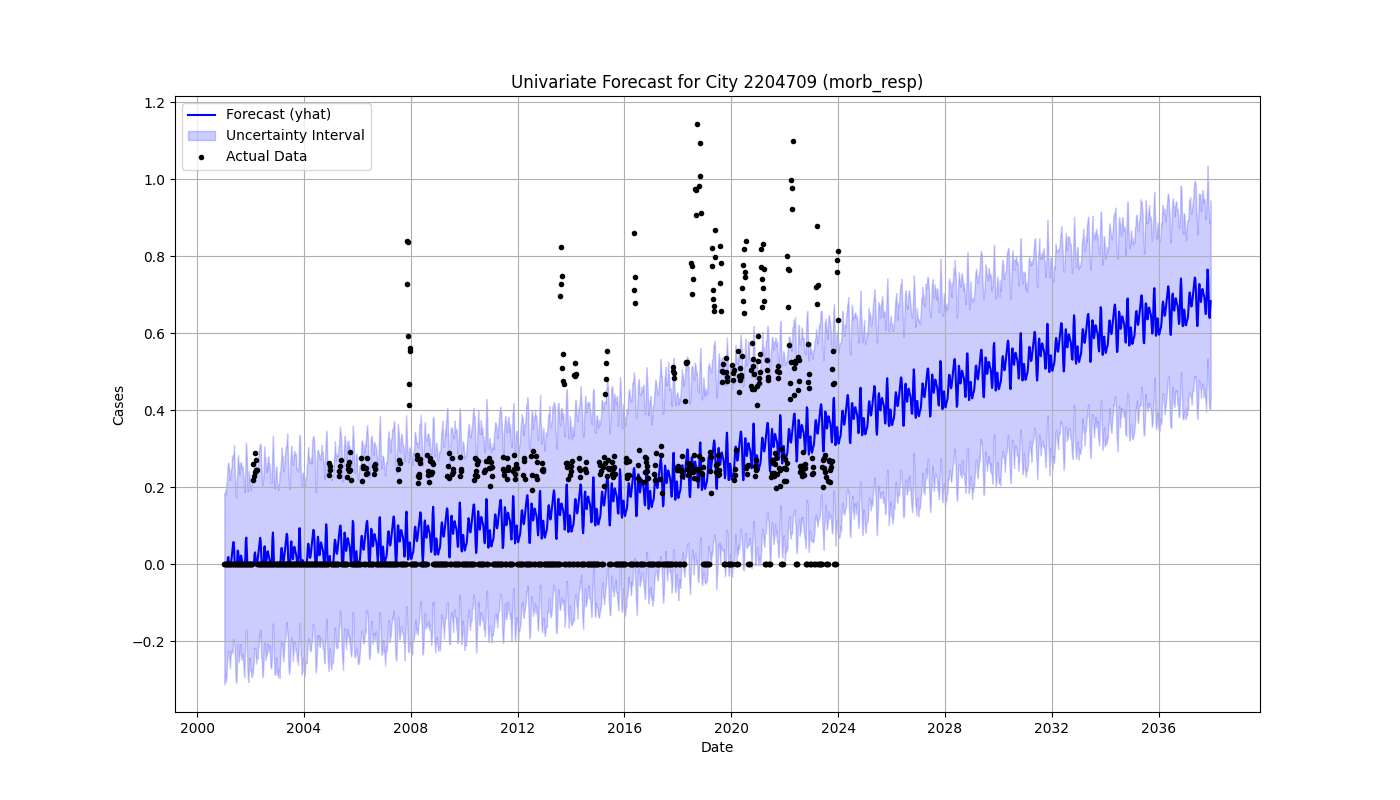 Univariate Forecast for City 2204709 (morb_resp)
Forecast (yhat)
Uncertainty Interval
Actual Data
1.2
1.0
0.8
0.6
0.4
0.2
0.0
−0.2
Cases
2000 2004 2008 2012 2016 2020 2024 2028 2032 2036
Date